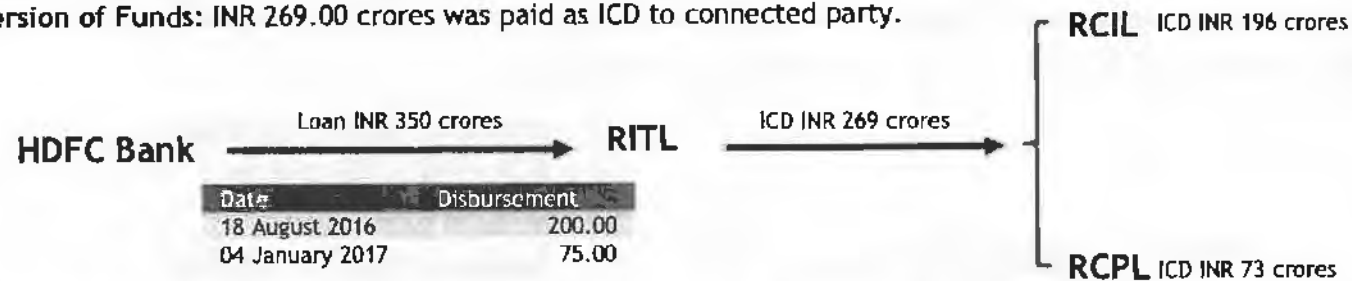 ersion of Funds: INR 269.00 crores was paid as ICD to connected party.
RCIL ICD INR 196 crores
Loan INR 350 crores
ICD INR 269 crores
HDFC Bank
RITL
Date Disbursement
18 August 2016 200.00
04 January 2017 75.00
RCPL ICD INR 73 crores